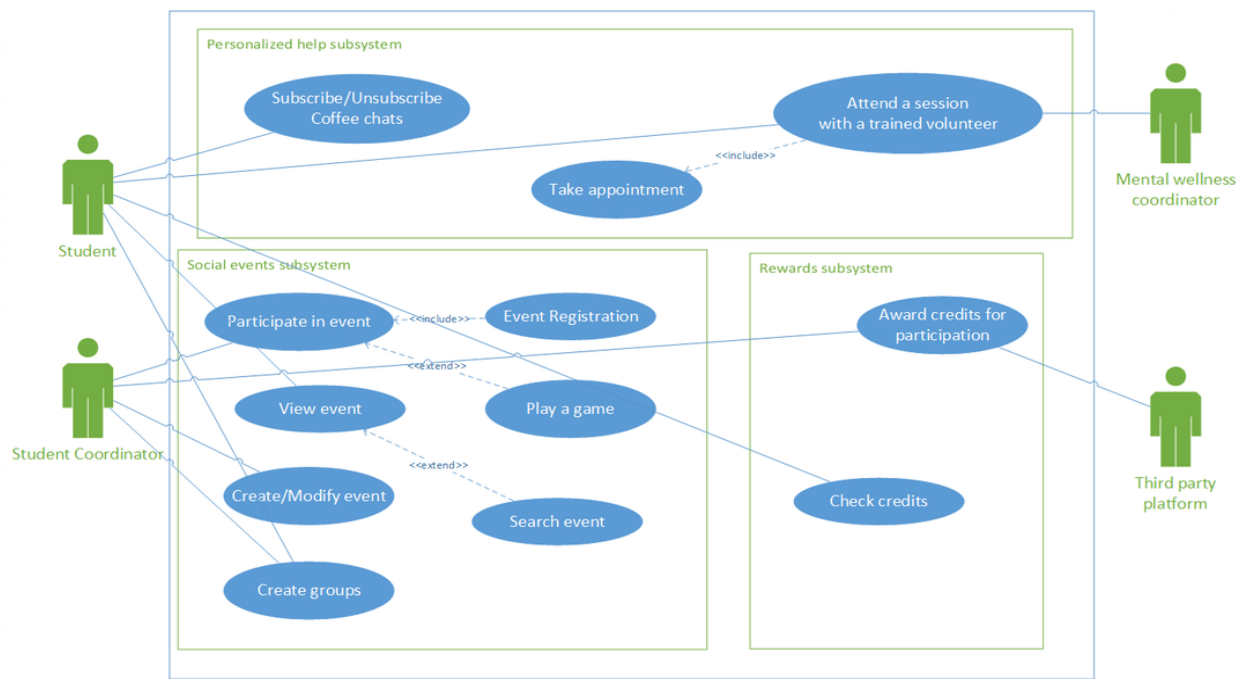 Personalized help subsystem
Subscribe/Unsubscribe
Coffee chats
Attend a session
with a trained volunteer
<<include>>
Take appointment
Student
Mental wellness
coordinator
Social events subsystem
Participate in event
<<include>>
Event Registration
<<extend>>
View event
Play a game
<<extend>>
Create/Modify event
Search event
Create groups
Student Coordinator
Rewards subsystem
Award credits for
participation
Check credits
Third party
platform